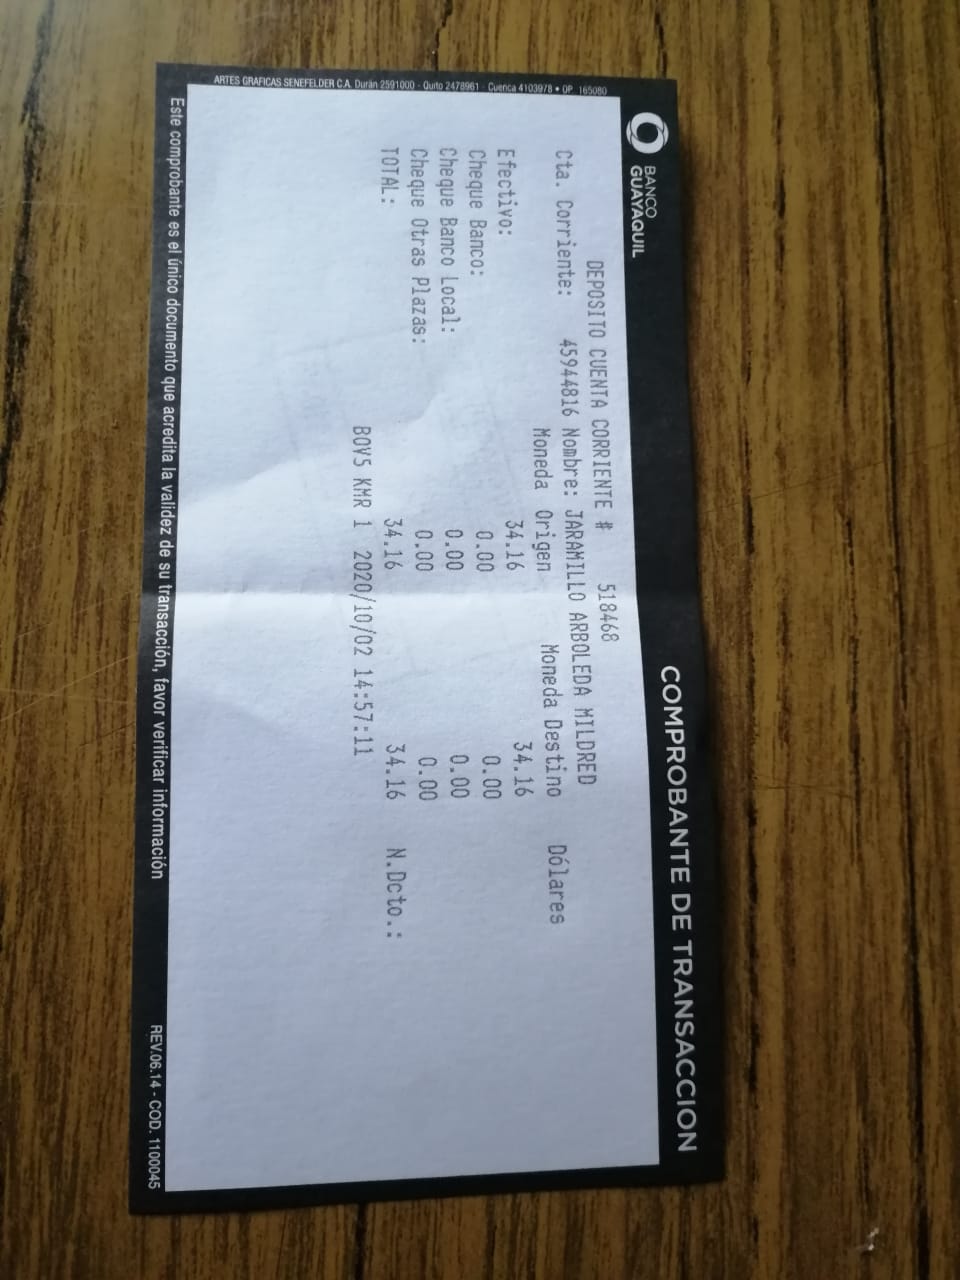 BANCO
GUAYAQUIL
COMPROBANTE DE TRANSACCION
DEPOSITO CUENTA CORRIENTE # 518468
Cta. Corriente: 45944816 Nombre: JARAMILLO ARBOLEDA MILDRED
Moneda Origen Moneda Destino Dólares
Efectivo: 34.16 34.16
Cheque Banco: 0.00 0.00
Cheque Banco Local: 0.00 0.00
Cheque Otras Plazas: 0.00 0.00
TOTAL: 34.16 34.16 N.Dcto.:
BOV5 KMR 1 2020/10/02 14:57:11
Este comprobante es el único documento que acredita la validez de su transacción, favor verificar información
REV.06.14 - COD. 1100045
ARTES GRAFICAS SENEFELDER C.A. Durán 2591000 - Quito 2478961 - Cuenca 4103978 • OP. 165080